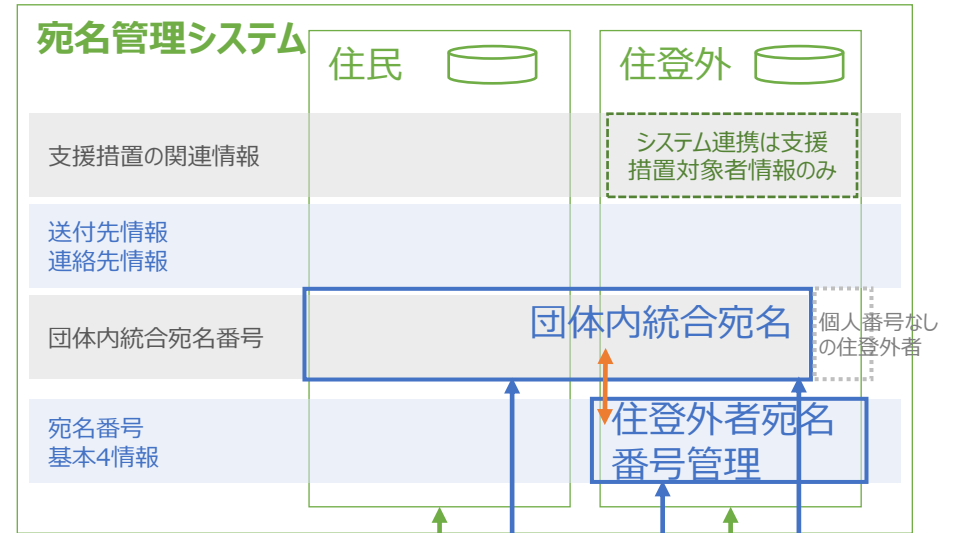 宛名管理システム
住民
住登外
支援措置の関連情報
システム連携は支援
措置対象者情報のみ
送付先情報
連絡先情報
団体内統合宛名番号
団体内統合宛名
個人番号なし
の住登外者
宛名番号
基本4情報
住登外者宛名
番号管理